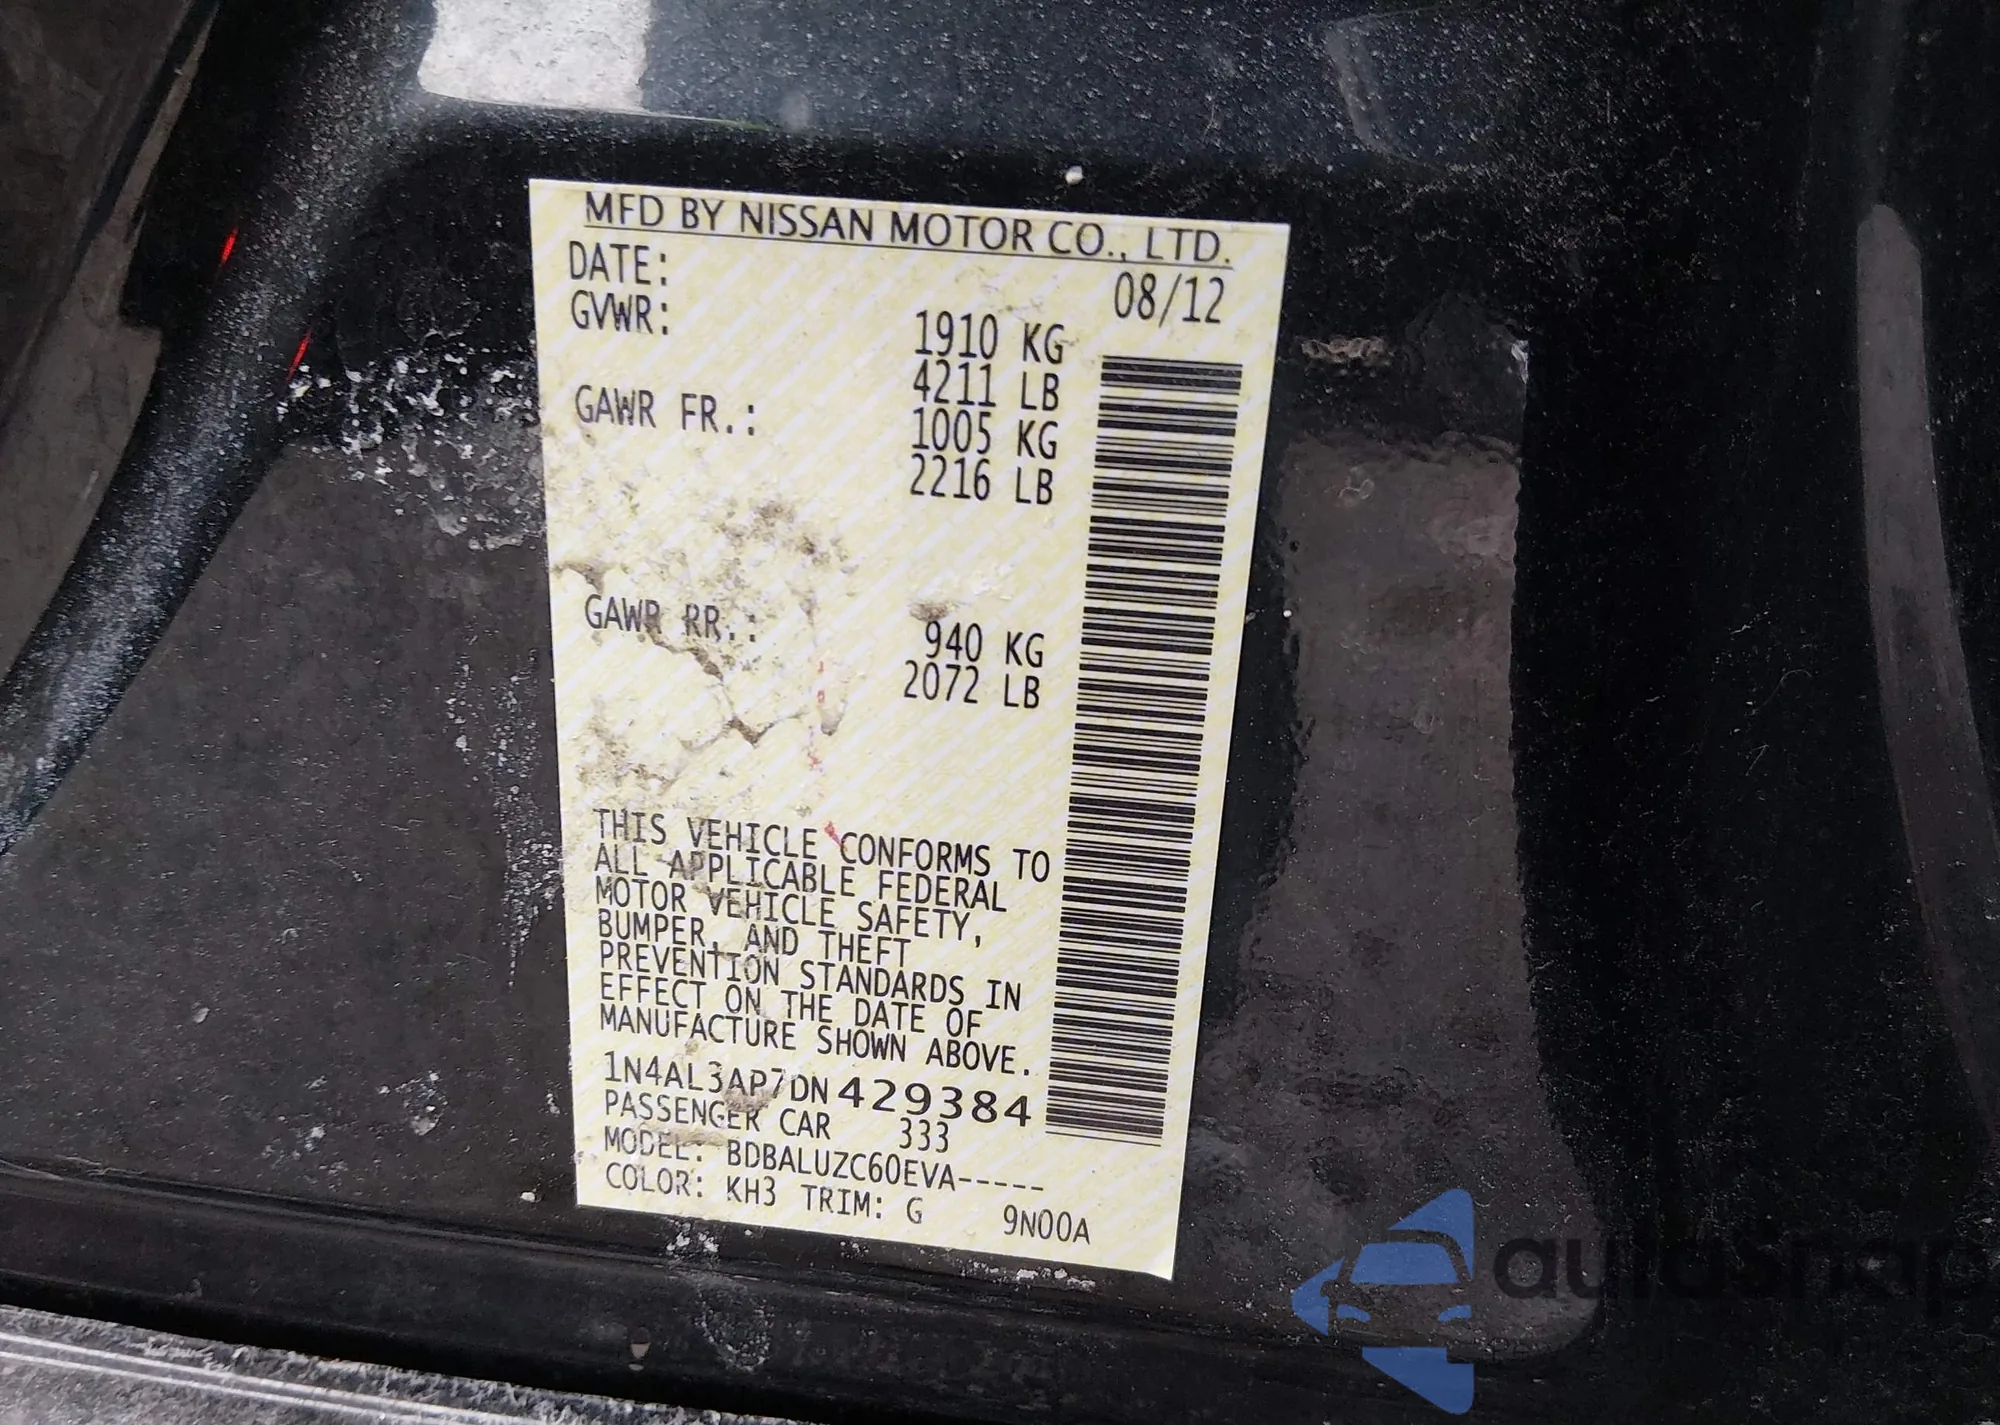 MFD BY NISSAN MOTOR CO., LTD.
DATE: 08/12
GVWR: 1910 KG
4211 LB
GAWR FR.: 1005 KG
2216 LB
GAWR RR.: 940 KG
2072 LB
THIS VEHICLE CONFORMS TO
ALL APPLICABLE FEDERAL
MOTOR VEHICLE SAFETY,
BUMPER, AND THEFT
PREVENTION STANDARDS IN
EFFECT ON THE DATE OF
MANUFACTURE SHOWN ABOVE.
1N4AL3AP7DN429384
PASSENGER CAR 333
MODEL: BDBALUZC60EVA-----
COLOR: KH3 TRIM: G 9N00A
autosnap